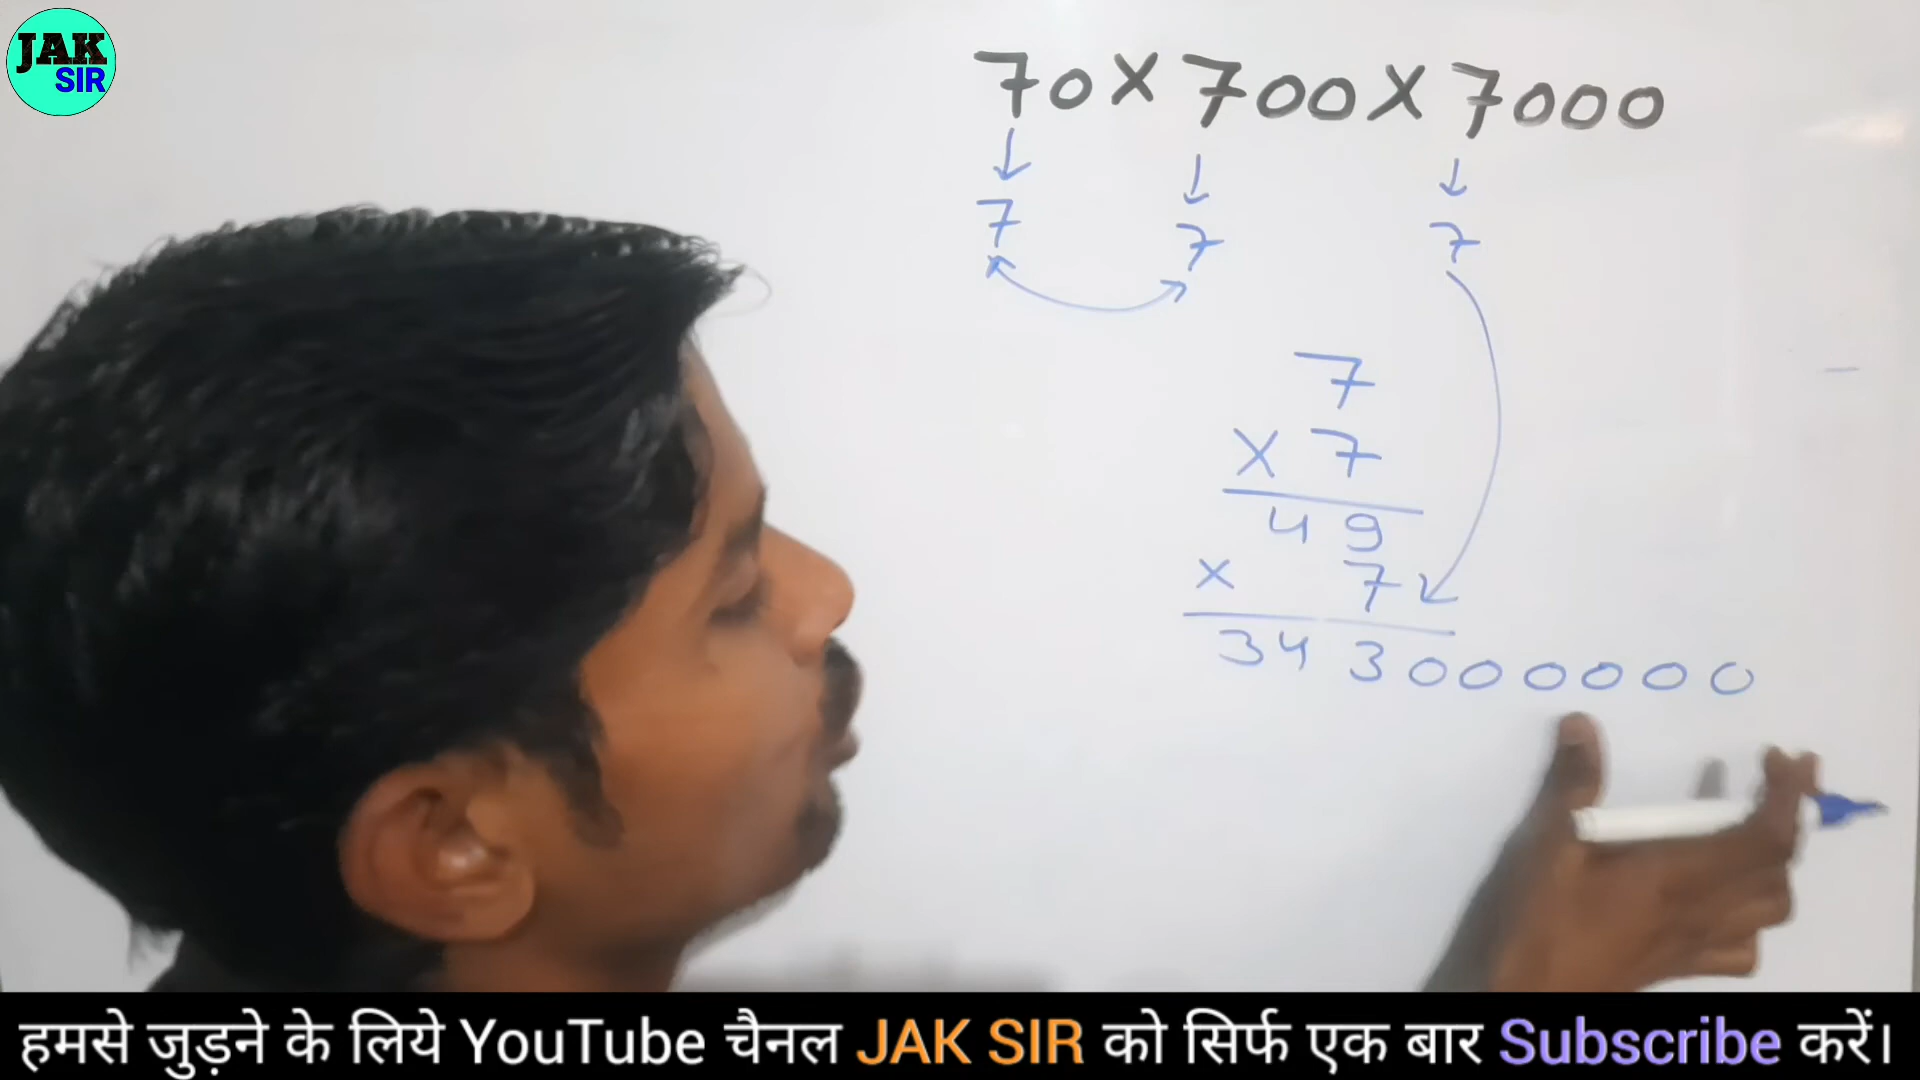 JAK
SIR
70 X 700 X 7000
7 7 7
7
X 7
49
x 7
343000000
हमसे जुड़ने के लिये YouTube चैनल JAK SIR को सिर्फ एक बार Subscribe करें।